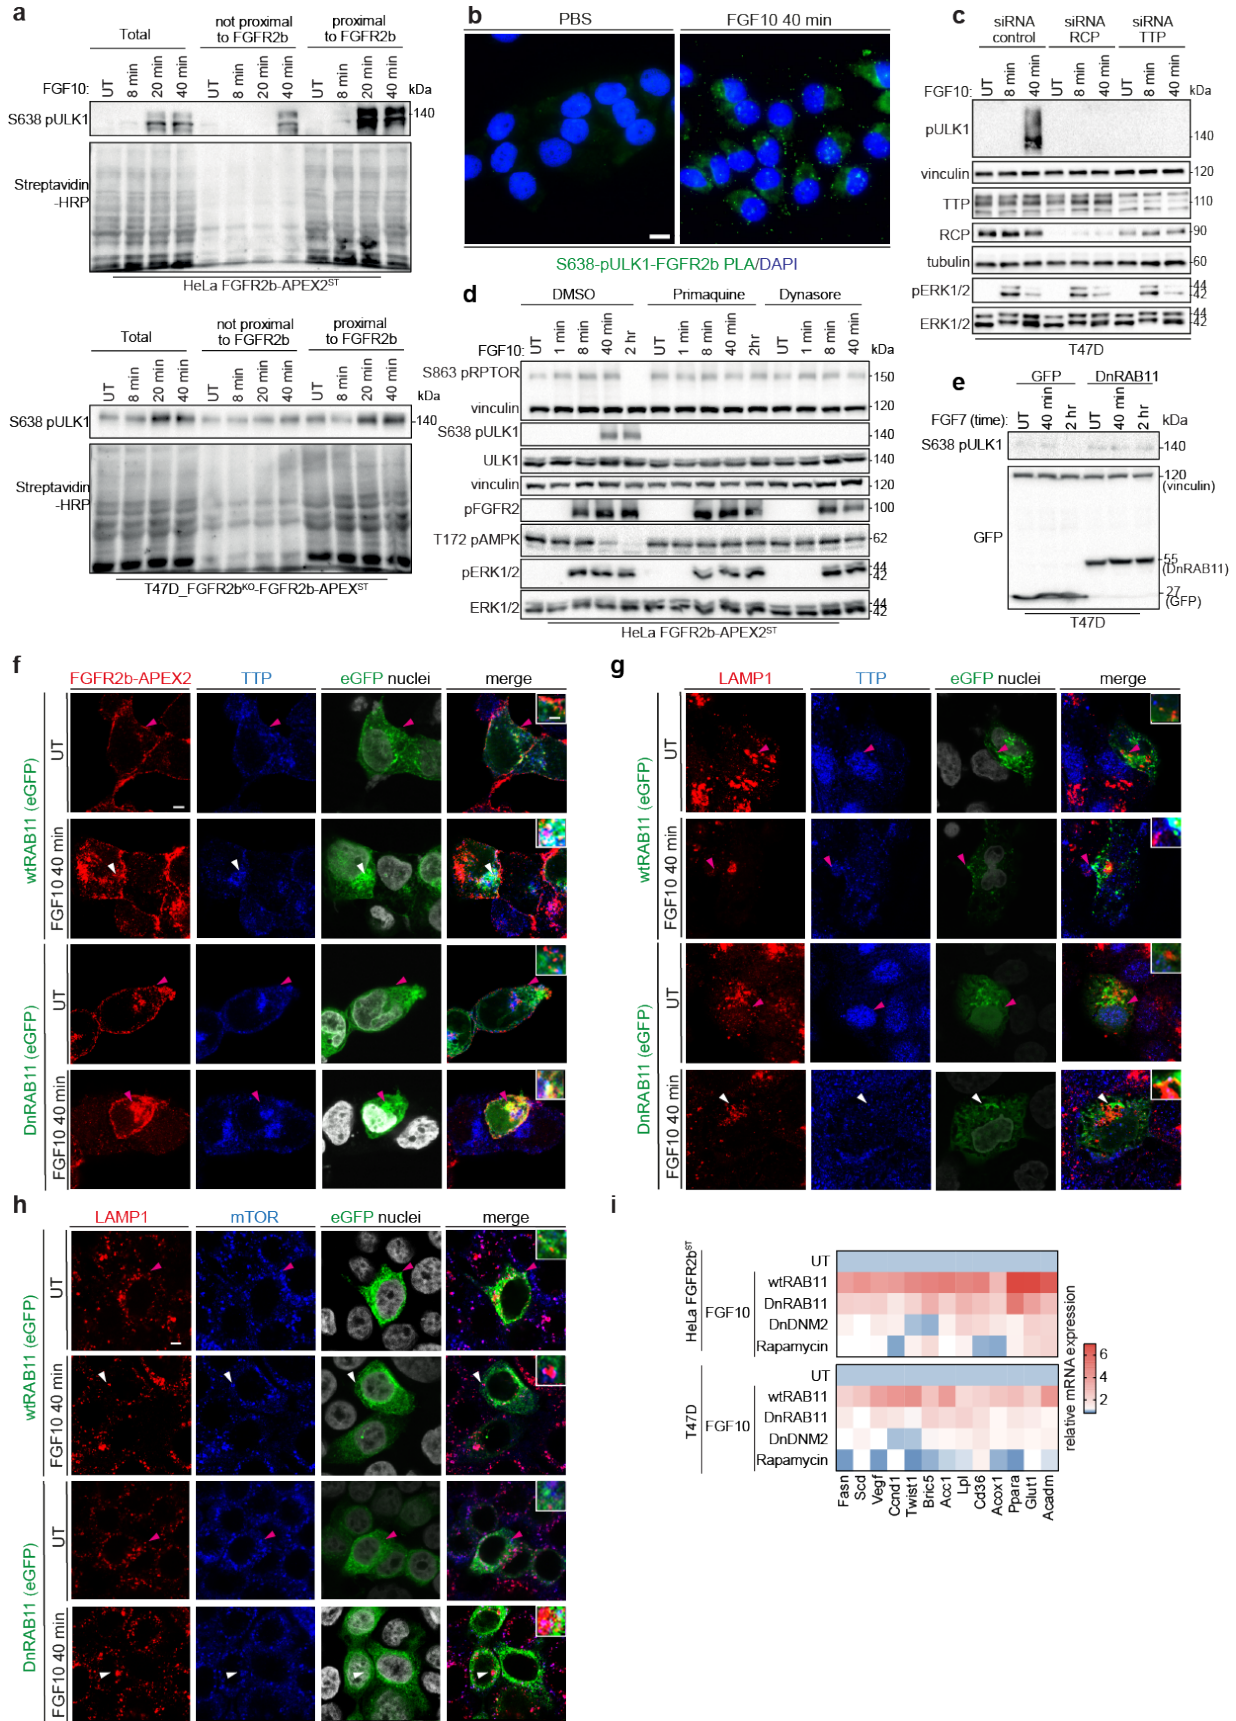 a
Total
not proximal
to FGFR2b
proximal
to FGFR2b
FGF10:
UT
8 min
20 min
40 min
UT
8 min
20 min
40 min
UT
8 min
20 min
40 min
kDa
S638 pULK1
-140
Streptavidin
-HRP
HeLa FGFR2b-APEX2ST
Total
not proximal
to FGFR2b
proximal
to FGFR2b
UT
8 min
20 min
40 min
UT
8 min
20 min
40 min
UT
8 min
20 min
40 min
S638 pULK1
-140
Streptavidin
-HRP
T47D_FGFR2bKO-FGFR2b-APEXST
b
PBS
FGF10 40 min
S638-pULK1-FGFR2b PLA/DAPI
c
siRNA
control
siRNA
RCP
siRNA
TTP
FGF10:
UT
8 min
40 min
UT
8 min
40 min
UT
8 min
40 min
kDa
pULK1
140
vinculin
120
TTP
110
RCP
90
tubulin
60
pERK1/2
44
42
ERK1/2
44
42
T47D
d
DMSO
Primaquine
Dynasore
FGF10:
UT
1 min
8 min
40 min
2 hr
UT
1 min
8 min
40 min
2hr
UT
1 min
8 min
40 min
kDa
S863 pRPTOR
150
vinculin
120
S638 pULK1
140
ULK1
140
vinculin
120
pFGFR2
100
T172 pAMPK
62
pERK1/2
44
42
ERK1/2
44
42
HeLa FGFR2b-APEX2ST
e
GFP
DnRAB11
FGF7 (time):
UT
40 min
2 hr
UT
40 min
2 hr
kDa
S638 pULK1
140
120
(vinculin)
GFP
55
(DnRAB11)
27
(GFP)
T47D
f
FGFR2b-APEX2
TTP
eGFP nuclei
merge
wtRAB11 (eGFP)
UT
FGF10 40 min
DnRAB11 (eGFP)
UT
FGF10 40 min
g
LAMP1
TTP
eGFP nuclei
merge
wtRAB11 (eGFP)
UT
FGF10 40 min
DnRAB11 (eGFP)
UT
FGF10 40 min
h
LAMP1
mTOR
eGFP nuclei
merge
wtRAB11 (eGFP)
UT
FGF10 40 min
DnRAB11 (eGFP)
UT
FGF10 40 min
i
HeLa FGFR2bST
FGF10
UT
wtRAB11
DnRAB11
DnDNM2
Rapamycin
T47D
FGF10
UT
wtRAB11
DnRAB11
DnDNM2
Rapamycin
Fasn
Scd
Vegf
Ccnd1
Twist1
Bric5
Acc1
Lpl
Cd36
Acox1
Ppara
Glut1
Acadm
relative mRNA expression
6
4
2